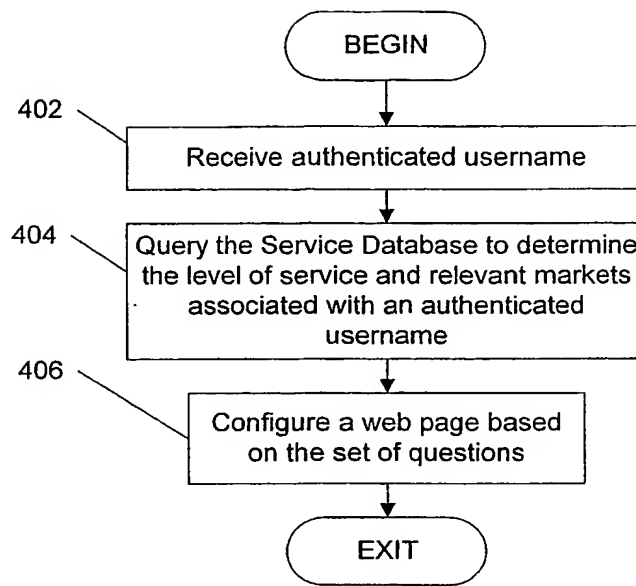 BEGIN
402
Receive authenticated username
404
Query the Service Database to determine
the level of service and relevant markets
associated with an authenticated
username
406
Configure a web page based
on the set of questions
EXIT